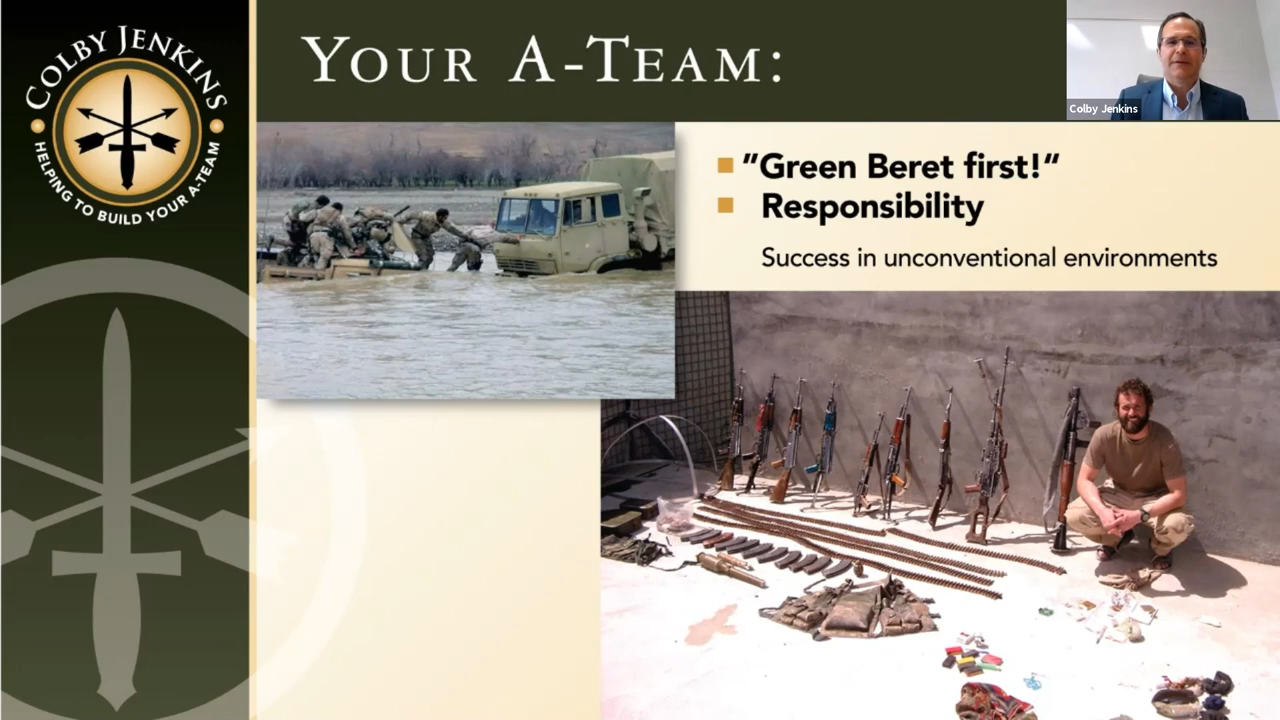 COLBY JENKINS
HELPING TO BUILD YOUR A-TEAM
YOUR A-TEAM:
Colby Jenkins
"Green Beret first!"
Responsibility
Success in unconventional environments